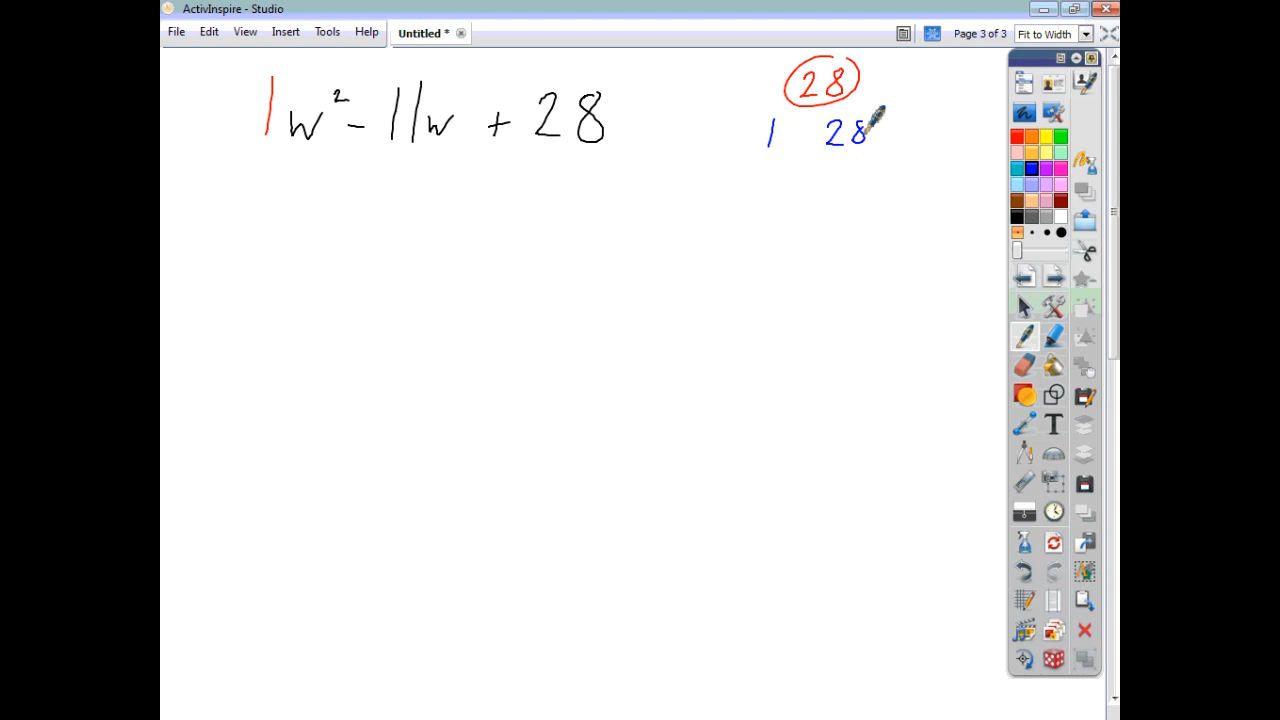 ActivInspire - Studio
File Edit View Insert Tools Help Untitled * Page 3 of 3 Fit to Width
1w² - 11w + 28
28
1 28